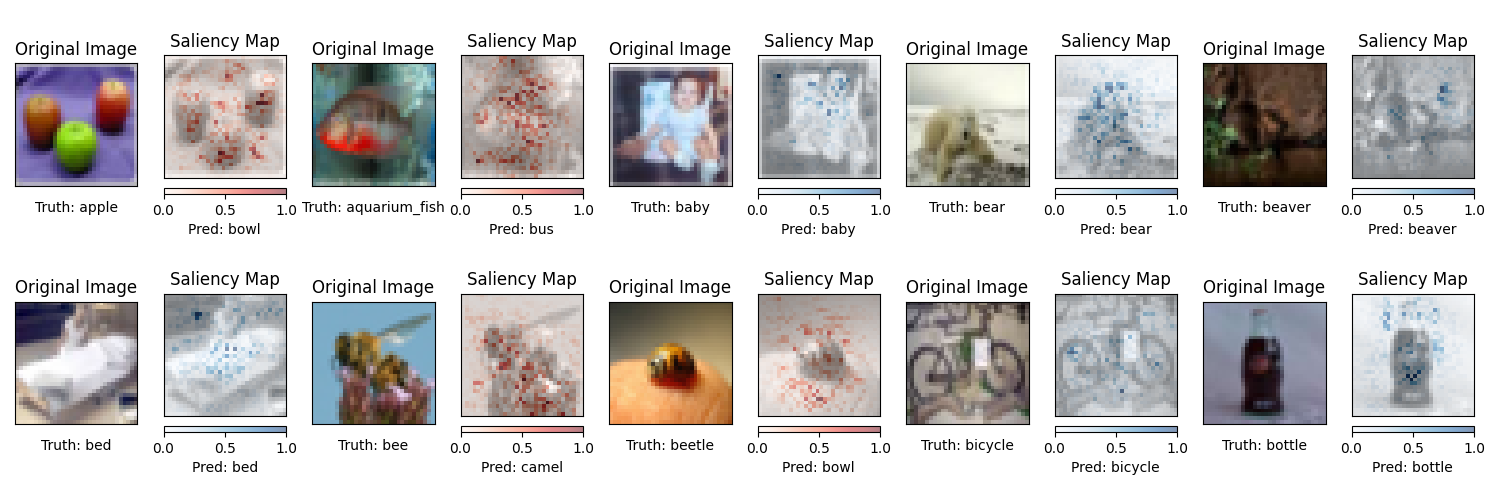 Original Image
Saliency Map
Original Image
Saliency Map
Original Image
Saliency Map
Original Image
Saliency Map
Original Image
Saliency Map
Truth: apple
0.0 0.5 1.0
Pred: bowl
Truth: aquarium_fish
0.0 0.5 1.0
Pred: bus
Truth: baby
0.0 0.5 1.0
Pred: baby
Truth: bear
0.0 0.5 1.0
Pred: bear
Truth: beaver
0.0 0.5 1.0
Pred: beaver
Original Image
Saliency Map
Original Image
Saliency Map
Original Image
Saliency Map
Original Image
Saliency Map
Original Image
Saliency Map
Truth: bed
0.0 0.5 1.0
Pred: bed
Truth: bee
0.0 0.5 1.0
Pred: camel
Truth: beetle
0.0 0.5 1.0
Pred: bowl
Truth: bicycle
0.0 0.5 1.0
Pred: bicycle
Truth: bottle
0.0 0.5 1.0
Pred: bottle